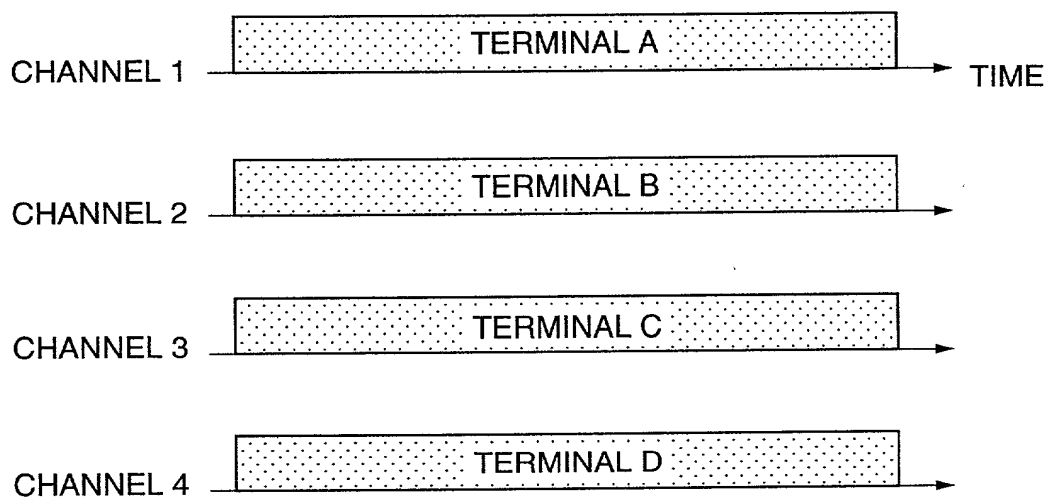 TERMINAL A
CHANNEL 1
TIME
TERMINAL B
CHANNEL 2
TERMINAL C
CHANNEL 3
TERMINAL D
CHANNEL 4